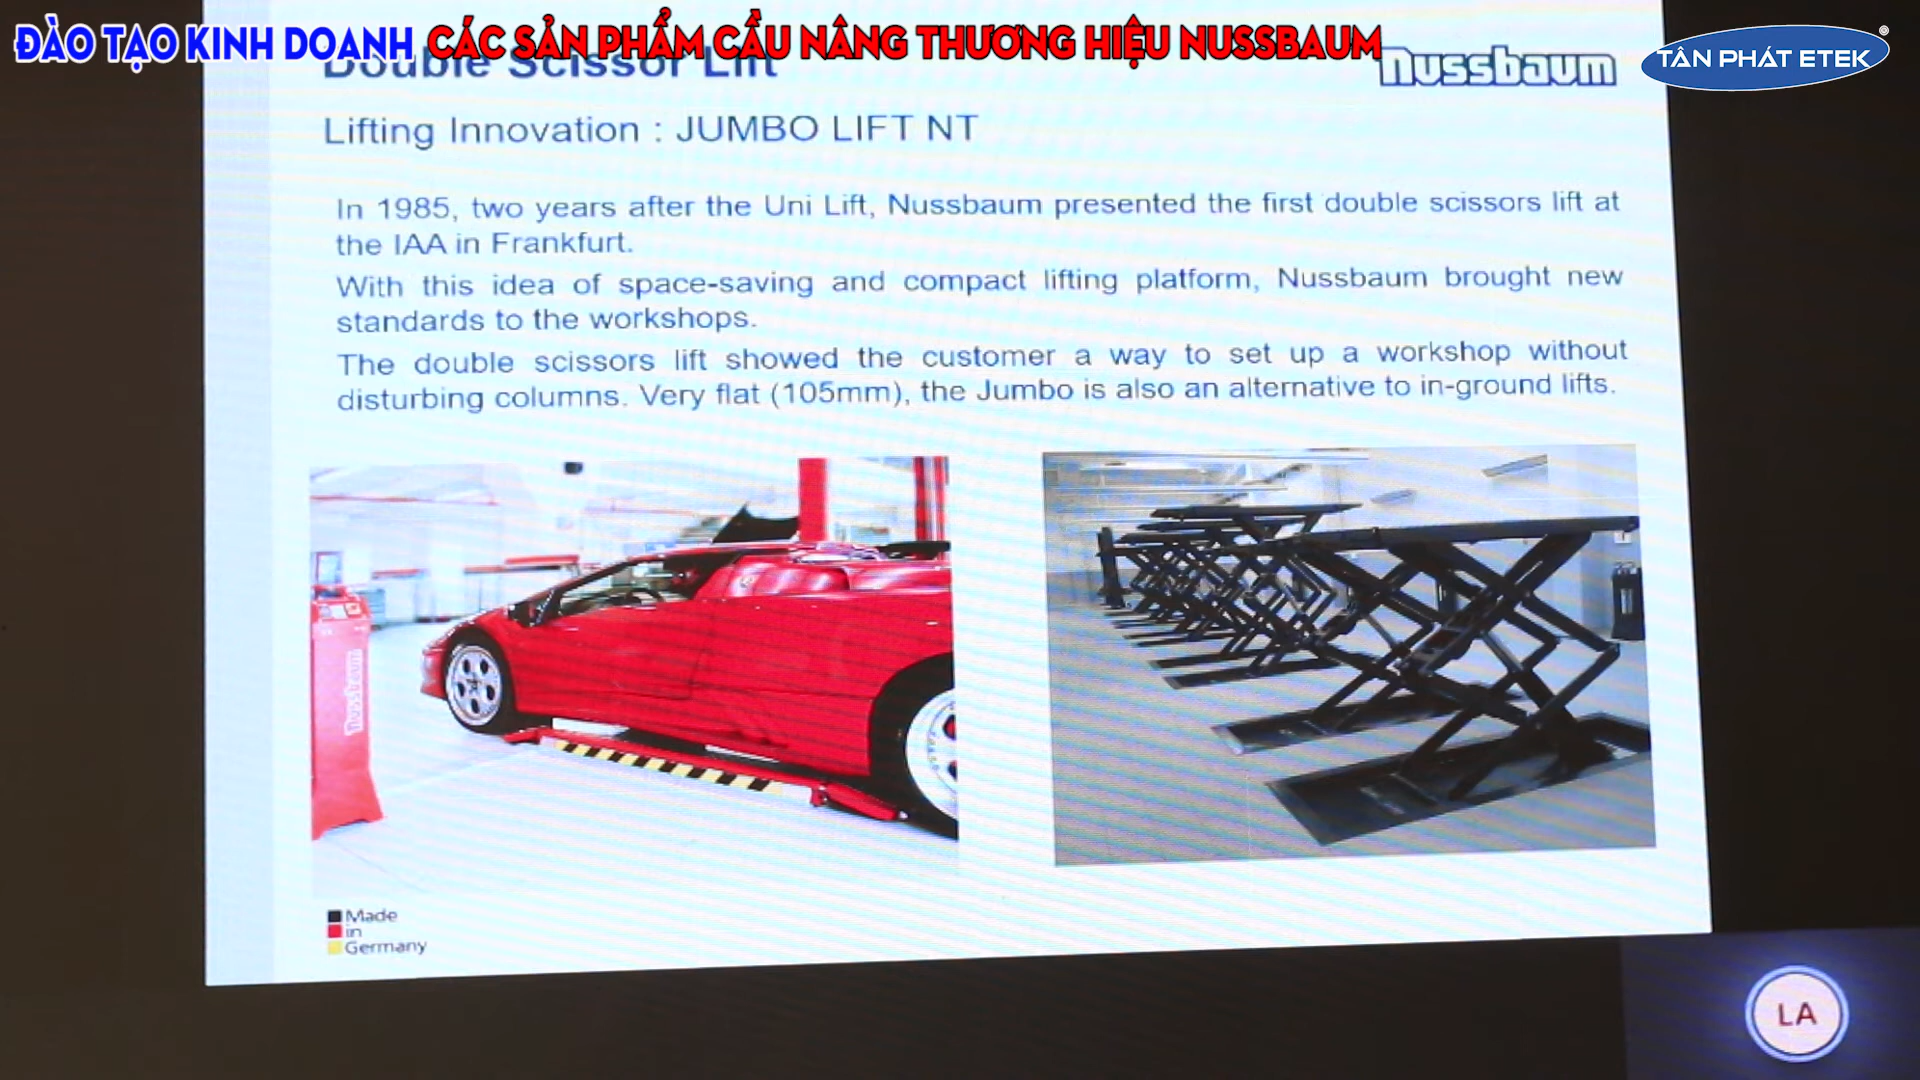 ĐÀO TẠO KINH DOANH CÁC SẢN PHẨM CẦU NÂNG THƯƠNG HIỆU NUSSBAUM
TÂN PHÁT ETEK
Double Scissor Lift
Nussbaum
Lifting Innovation : JUMBO LIFT NT
In 1985, two years after the Uni Lift, Nussbaum presented the first double scissors lift at
the IAA in Frankfurt.
With this idea of space-saving and compact lifting platform, Nussbaum brought new
standards to the workshops.
The double scissors lift showed the customer a way to set up a workshop without
disturbing columns. Very flat (105mm), the Jumbo is also an alternative to in-ground lifts.
Nussbaum
Made
in
Germany
LA